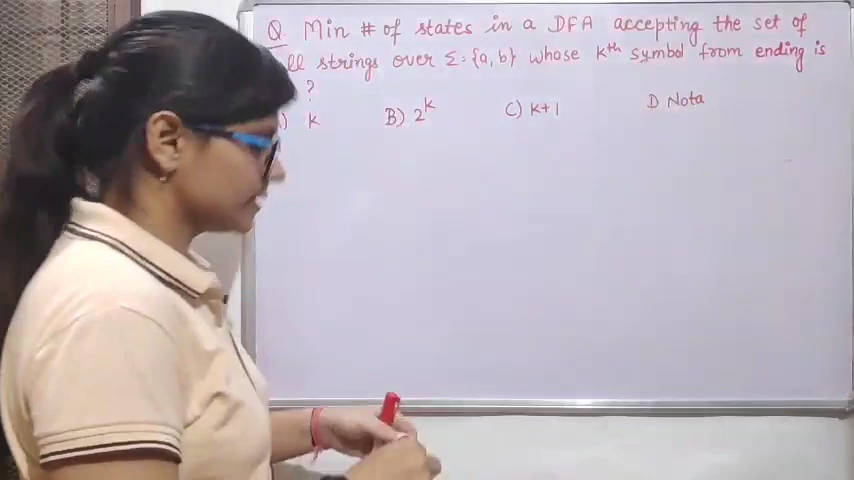 Q Min # of states in a DFA accepting the set of
ll strings over Σ={a,b} whose kth symbol from ending is
?
) k B) 2^k C) k+1 D Nota